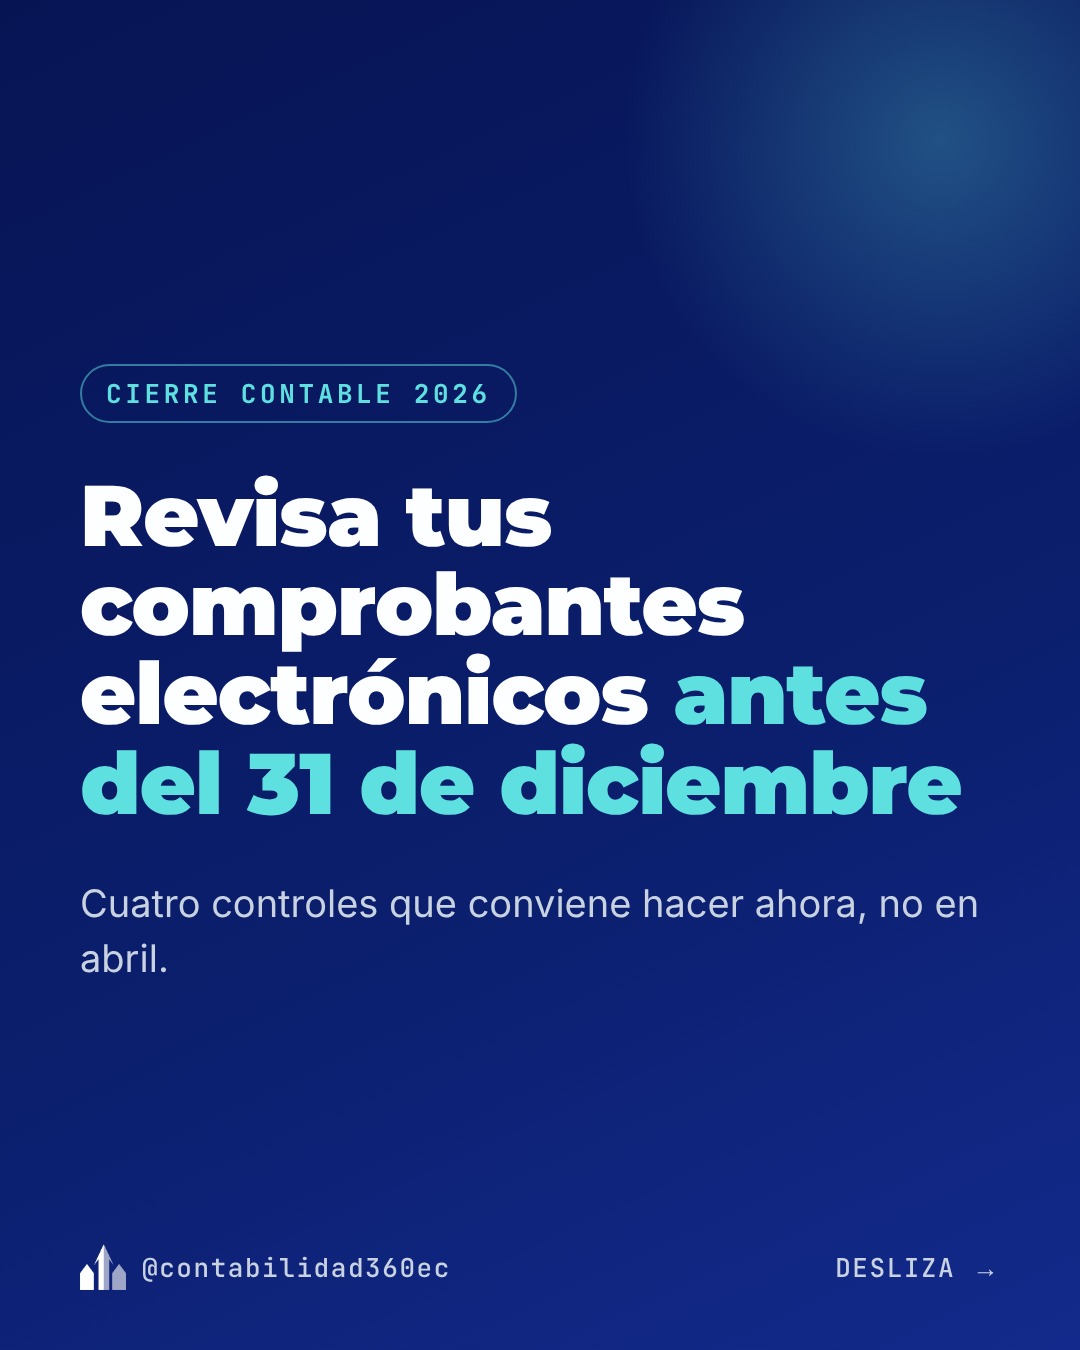 CIERRE CONTABLE 2026
Revisa tus
comprobantes
electrónicos antes
del 31 de diciembre
Cuatro controles que conviene hacer ahora, no en
abril.
@contabilidad360ec
DESLIZA →